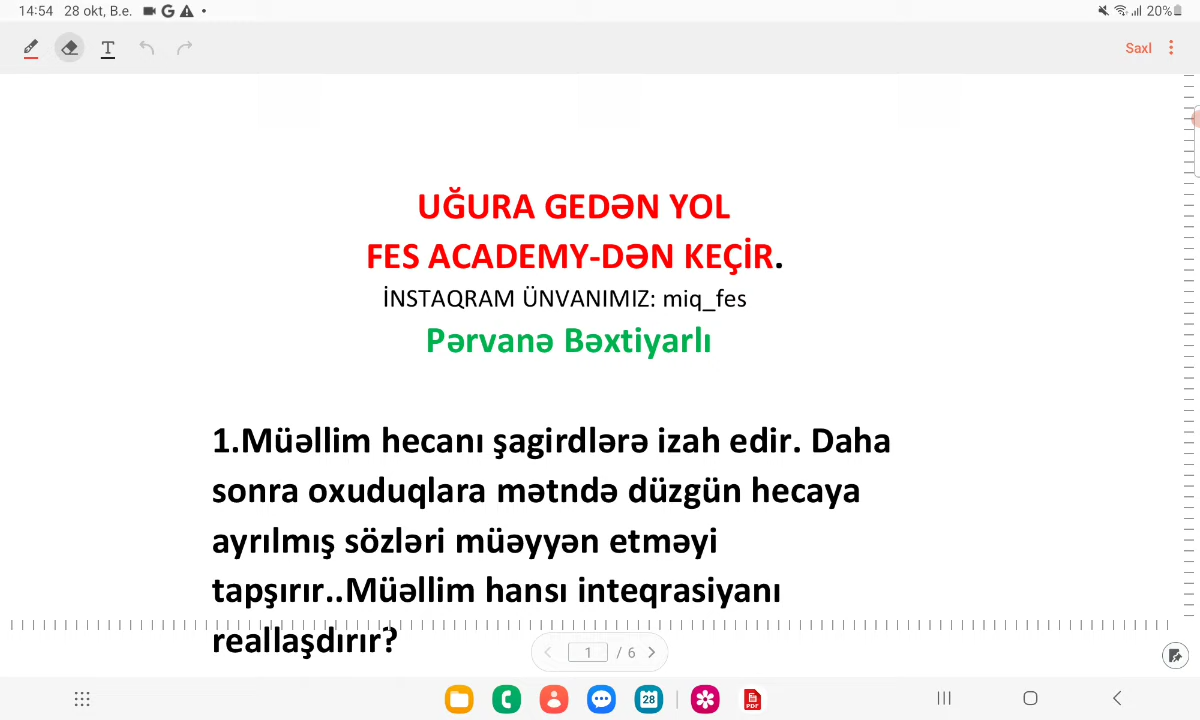 14:54 28 okt, B.e. G •
20%
T
Saxl
UĞURA GEDƏN YOL
FES ACADEMY-DƏN KEÇİR.
İNSTAQRAM ÜNVANIMIZ: miq_fes
Pərvanə Bəxtiyarlı
1.Müəllim hecanı şagirdlərə izah edir. Daha
sonra oxuduqlara mətndə düzgün hecaya
ayrılmış sözləri müəyyən etməyi
tapşırır..Müəllim hansı inteqrasiyanı
reallaşdırır?
1 / 6
28
PDF